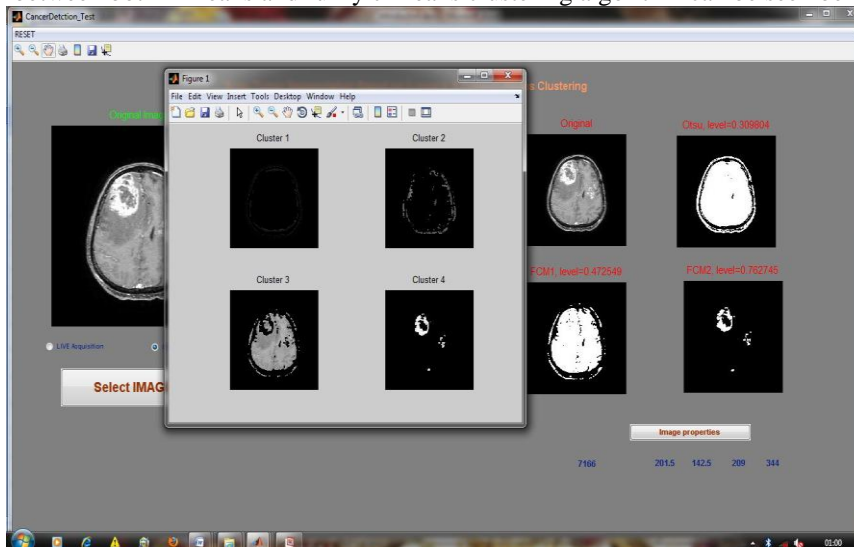 CancerDetction_Test
RESET
Original
s Clustering
Original
Otsu, level=0.309804
FCM1, level=0.472549
FCM2, level=0.762745
LIVE Acquisition
Select IMAG
Image properties
7166 201.5 142.5 209 344
Figure 1
File Edit View Insert Tools Desktop Window Help
Cluster 1
Cluster 2
Cluster 3
Cluster 4
01:00